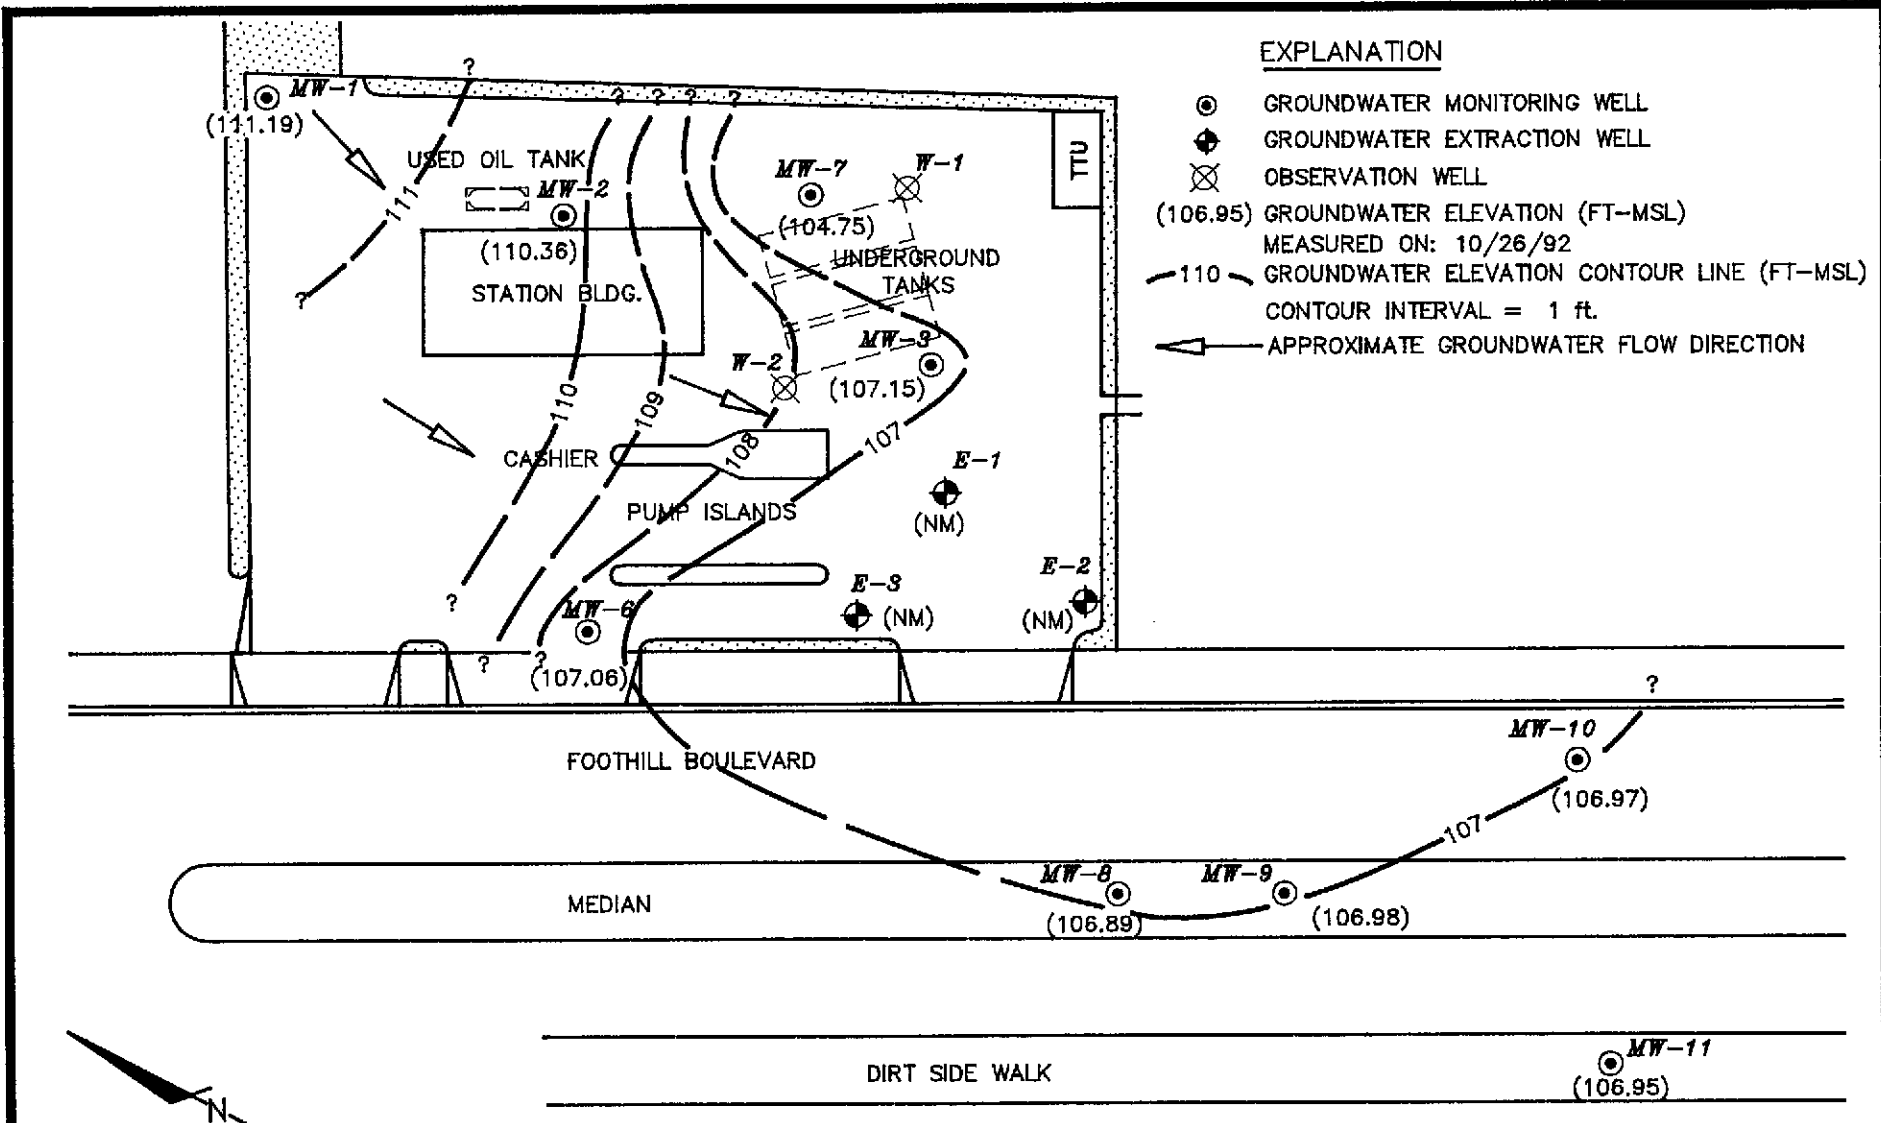 EXPLANATION
GROUNDWATER MONITORING WELL
GROUNDWATER EXTRACTION WELL
OBSERVATION WELL
(106.95) GROUNDWATER ELEVATION (FT-MSL)
MEASURED ON: 10/26/92
110 GROUNDWATER ELEVATION CONTOUR LINE (FT-MSL)
CONTOUR INTERVAL = 1 ft.
APPROXIMATE GROUNDWATER FLOW DIRECTION
?
MW-1
(111.19)
? ? ? ?
USED OIL TANK
111
MW-2
(110.36)
STATION BLDG.
?
MW-7
(104.75)
W-1
TTU
UNDERGROUND
TANKS
MW-3
(107.15)
W-2
110
109
108
107
CASHIER
PUMP ISLANDS
E-1
(NM)
E-2
(NM)
E-3
(NM)
?
MW-6
(107.06)
?
?
?
FOOTHILL BOULEVARD
MW-10
(106.97)
107
MW-8
(106.89)
MW-9
(106.98)
MEDIAN
DIRT SIDE WALK
MW-11
(106.95)
N